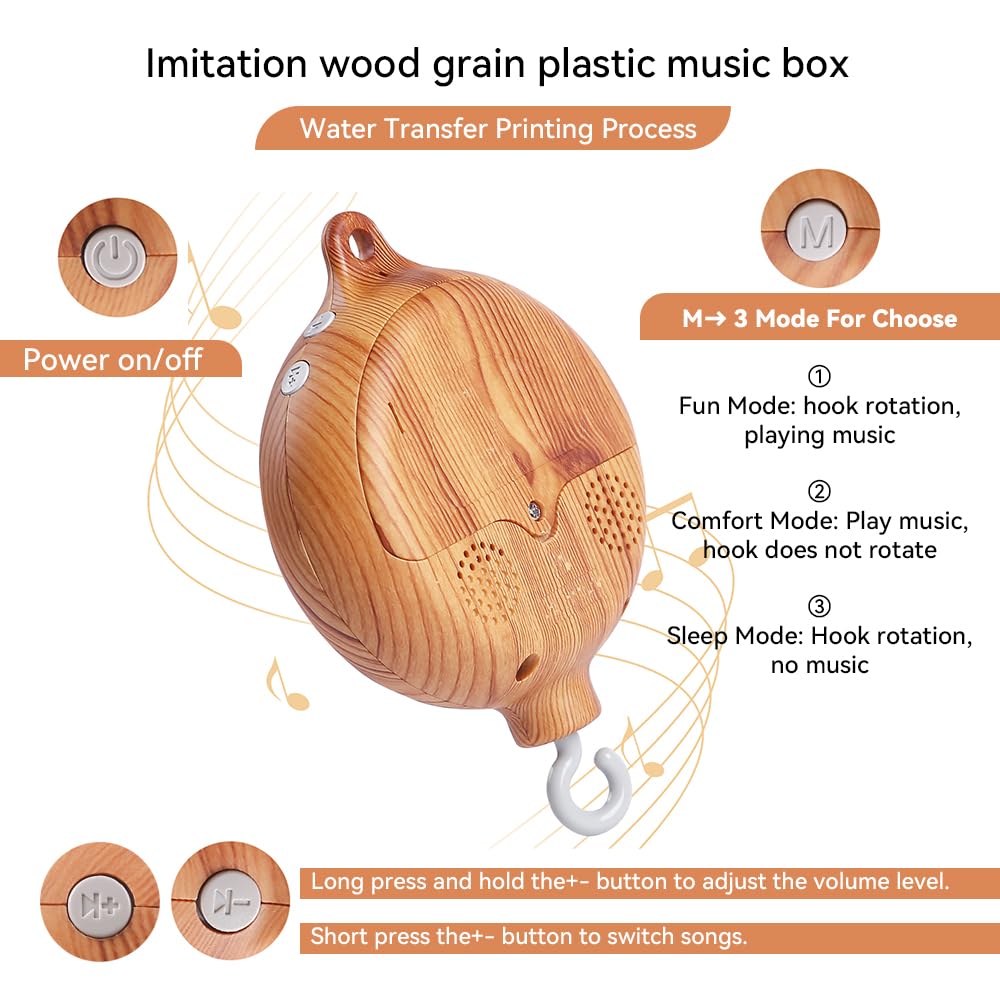 Imitation wood grain plastic music box
Water Transfer Printing Process
M
Power on/off
M→ 3 Mode For Choose
①
Fun Mode: hook rotation,
playing music
②
Comfort Mode: Play music,
hook does not rotate
③
Sleep Mode: Hook rotation,
no music
Long press and hold the+- button to adjust the volume level.
Short press the+- button to switch songs.